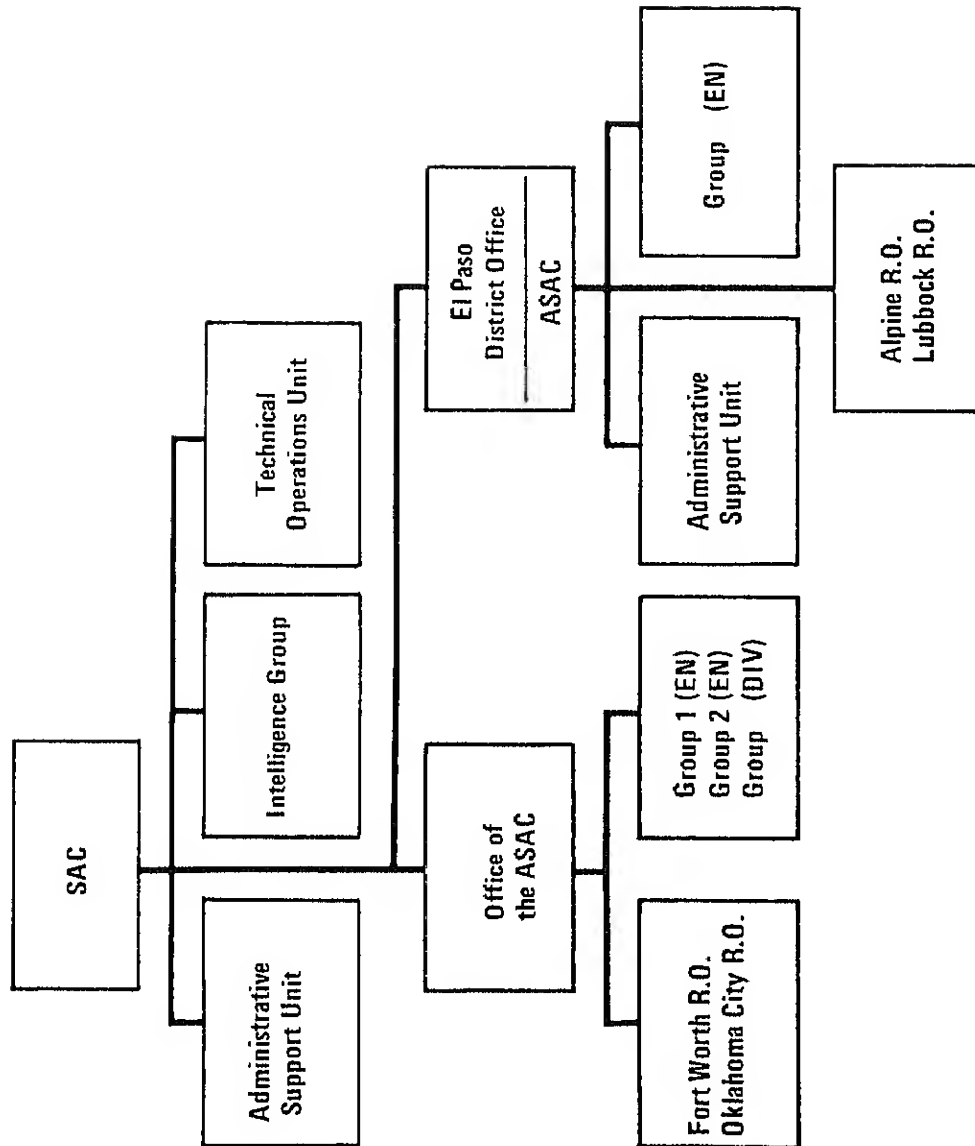 SAC
Administrative
Support Unit
Intelligence Group
Technical
Operations Unit
Office of
the ASAC
El Paso
District Office
ASAC
Fort Worth R.O.
Oklahoma City R.O.
Group 1 (EN)
Group 2 (EN)
Group (DIV)
Administrative
Support Unit
Group (EN)
Alpine R.O.
Lubbock R.O.